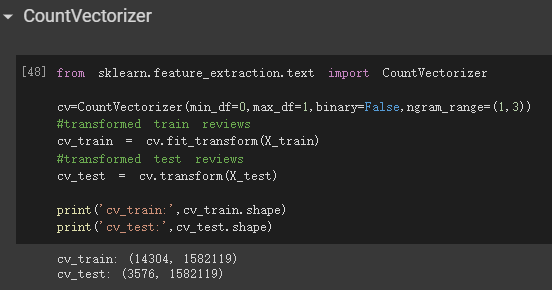 CountVectorizer
[48] from sklearn.feature_extraction.text import CountVectorizer
cv=CountVectorizer(min_df=0,max_df=1,binary=False,ngram_range=(1,3))
#transformed train reviews
cv_train = cv.fit_transform(X_train)
#transformed test reviews
cv_test = cv.transform(X_test)
print('cv_train:',cv_train.shape)
print('cv_test:',cv_test.shape)
cv_train: (14304, 1582119)
cv_test: (3576, 1582119)